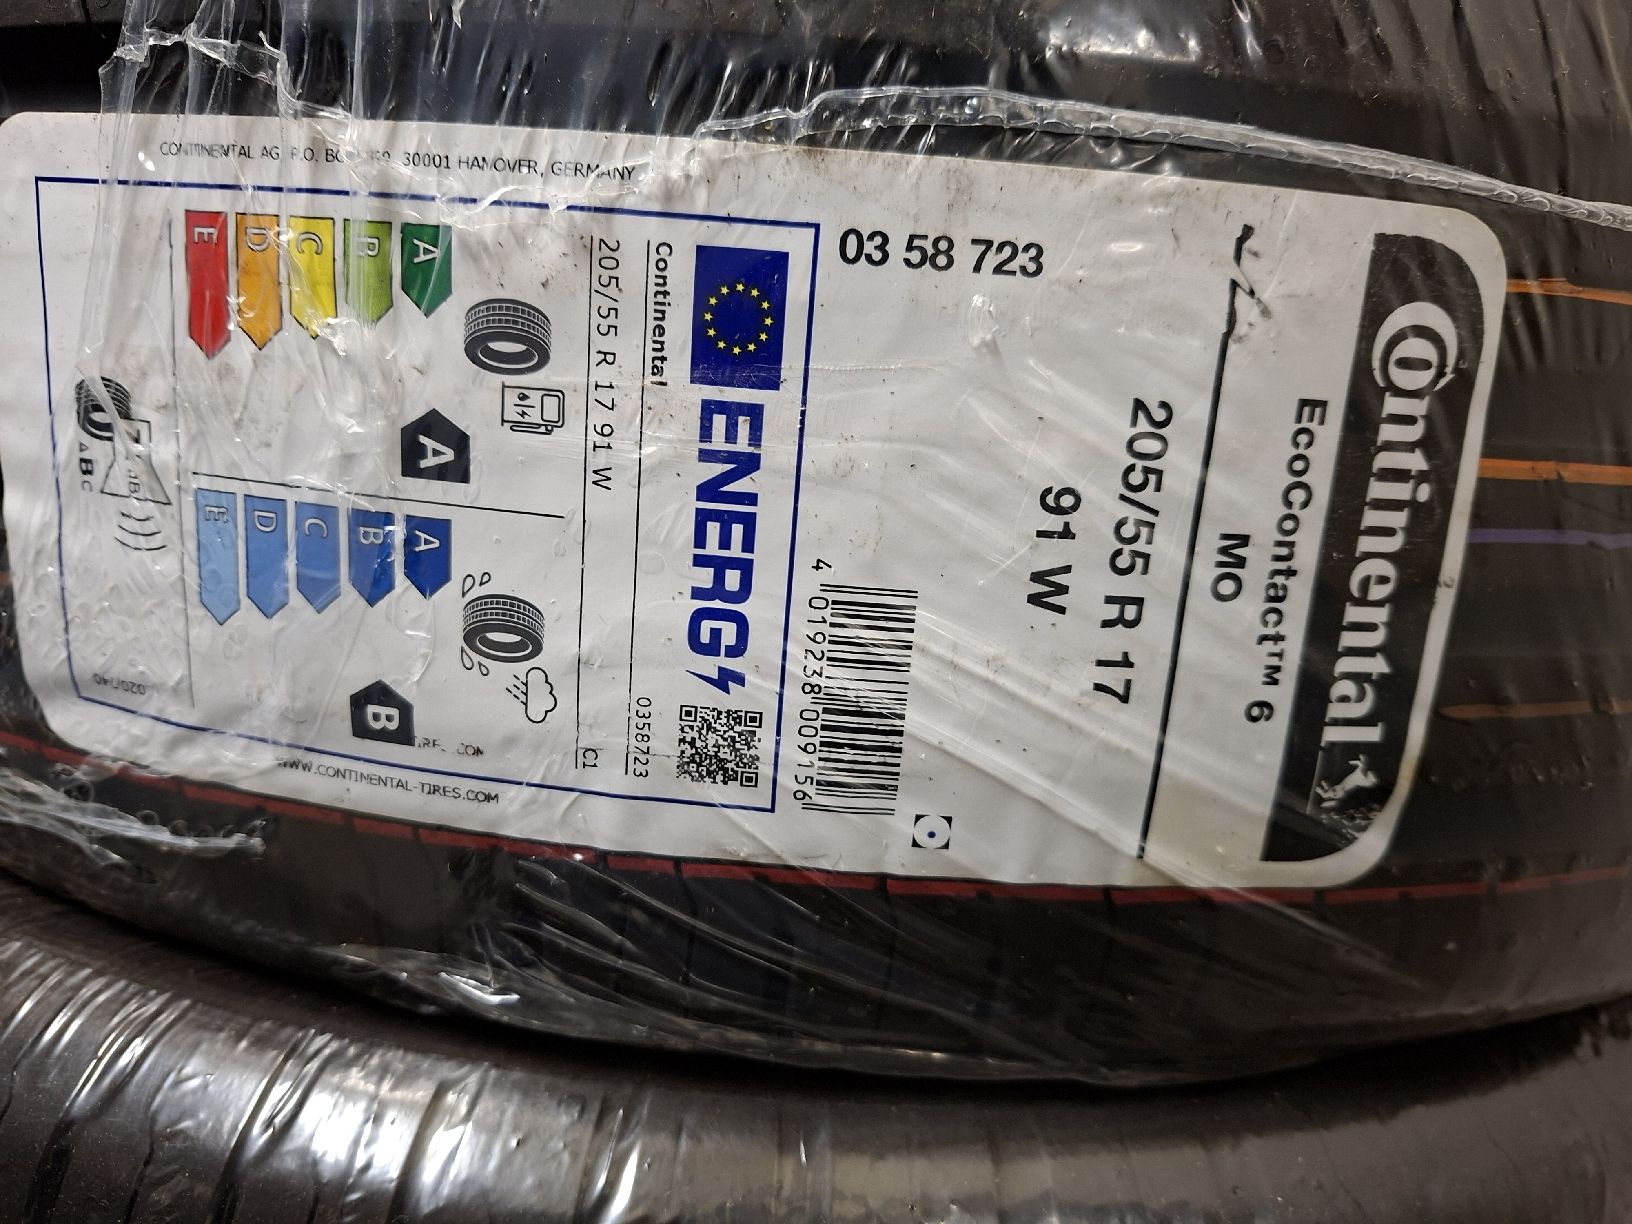 Continental
EcoContact™ 6
MO
205/55 R 17
91 W
03 58 723
4 019238 009156
ENERG
Continental
0358723
205/55 R 17 91 W
C1
A
B
C
D
E
A
A
B
C
D
E
B
ABC
CONTINENTAL AG, P.O. 30001 HANOVER, GERMANY
WWW.CONTINENTAL-TIRES.COM